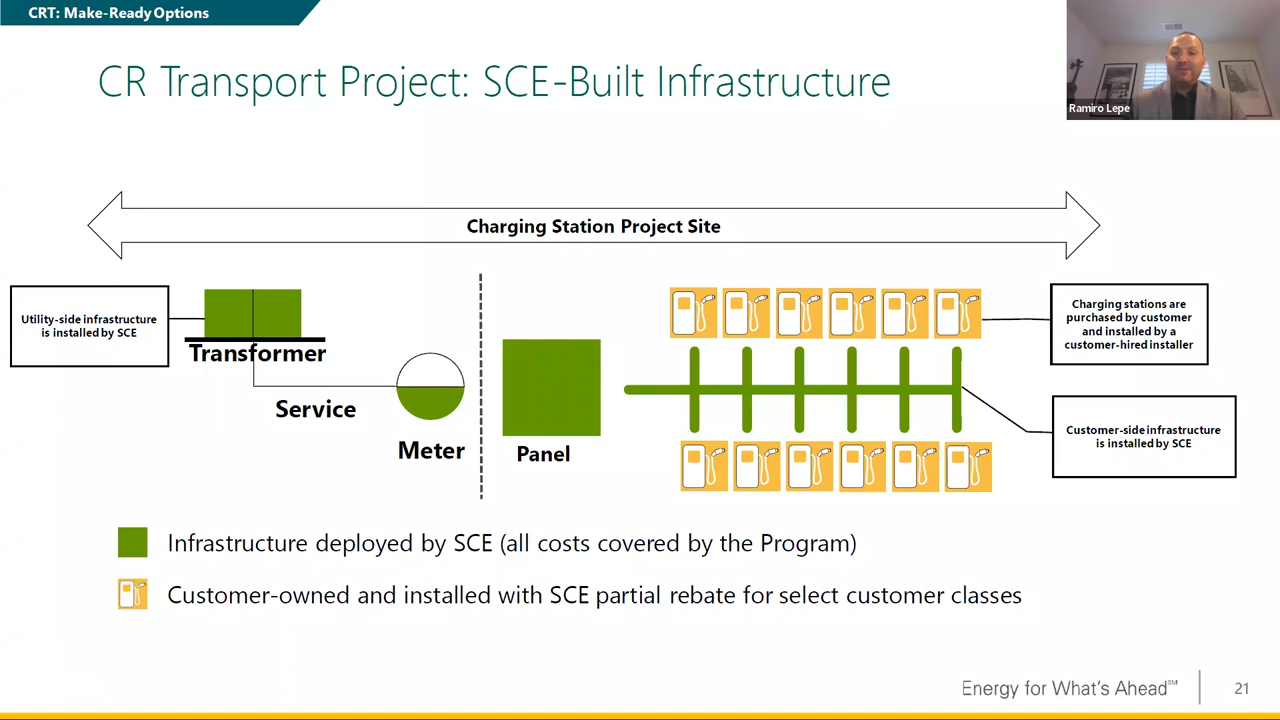 CRT: Make-Ready Options
CR Transport Project: SCE-Built Infrastructure
Ramiro Lepe
Charging Station Project Site
Utility-side infrastructure
is installed by SCE
Transformer
Service
Meter
Panel
Charging stations are
purchased by customer
and installed by a
customer-hired installer
Customer-side infrastructure
is installed by SCE
Infrastructure deployed by SCE (all costs covered by the Program)
Customer-owned and installed with SCE partial rebate for select customer classes
Energy for What's Ahead℠
21